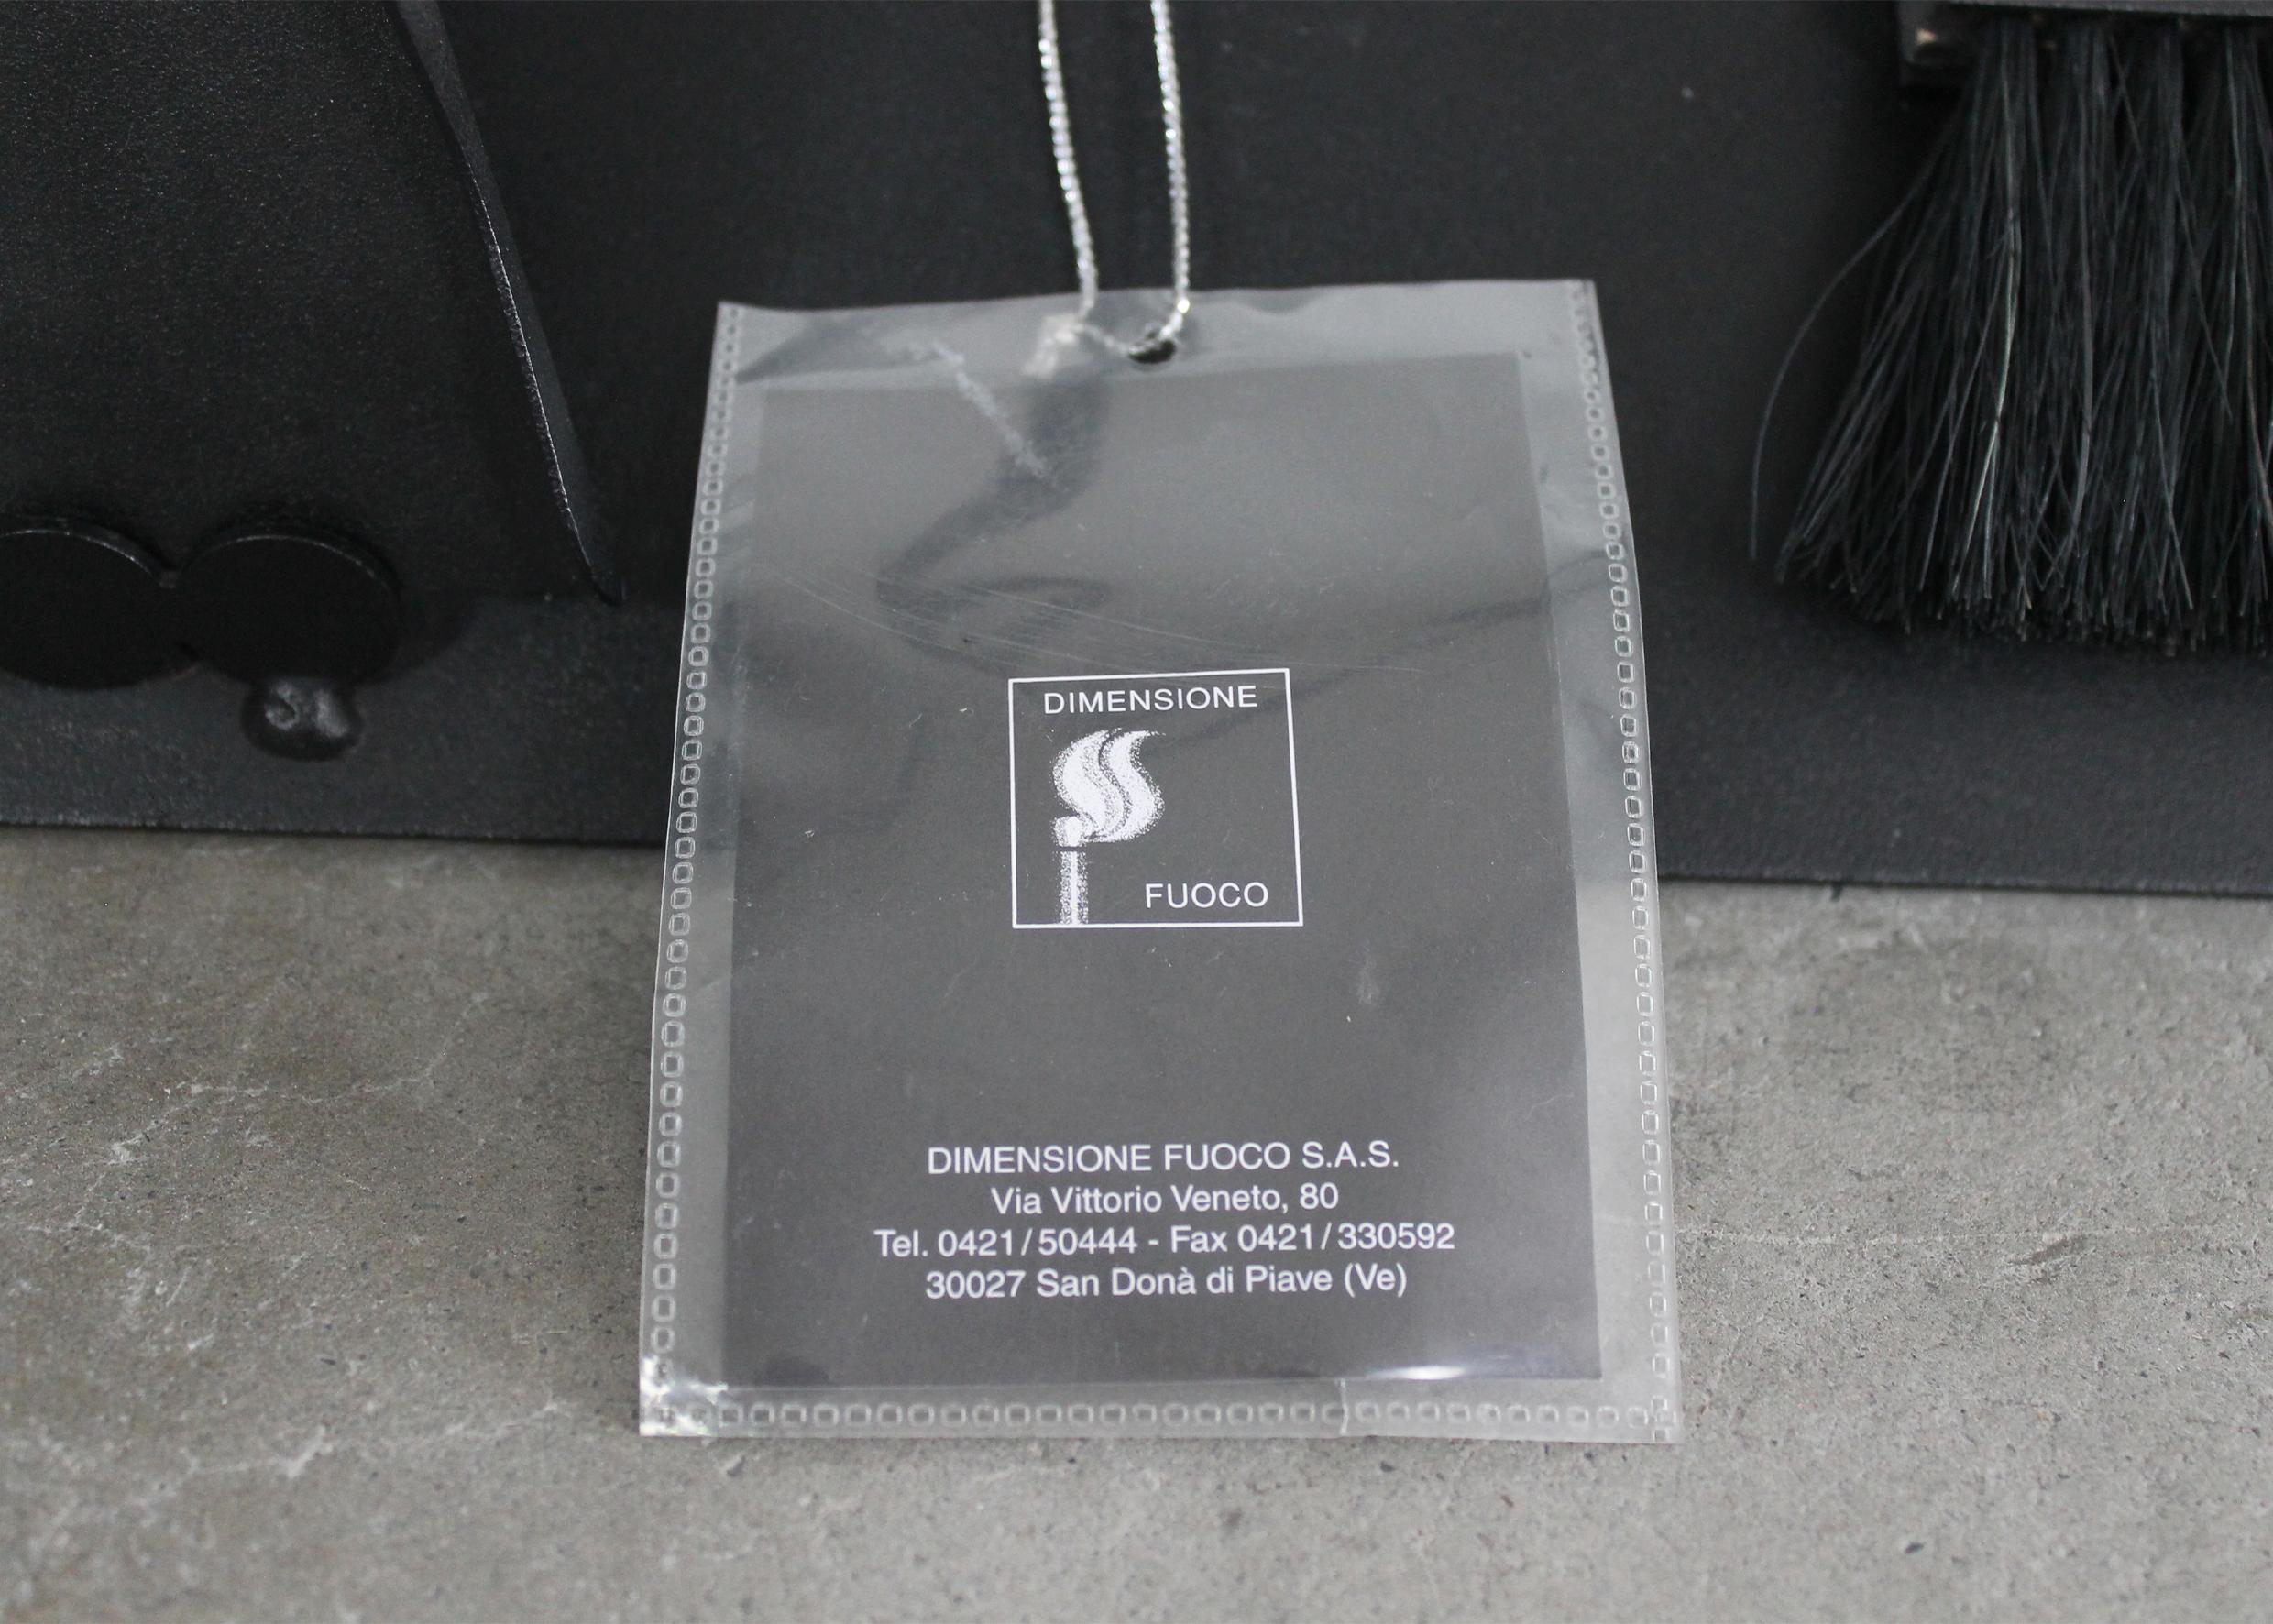 DIMENSIONE
FUOCO
DIMENSIONE FUOCO S.A.S.
Via Vittorio Veneto, 80
Tel. 0421/50444 - Fax 0421/330592
30027 San Donà di Piave (Ve)